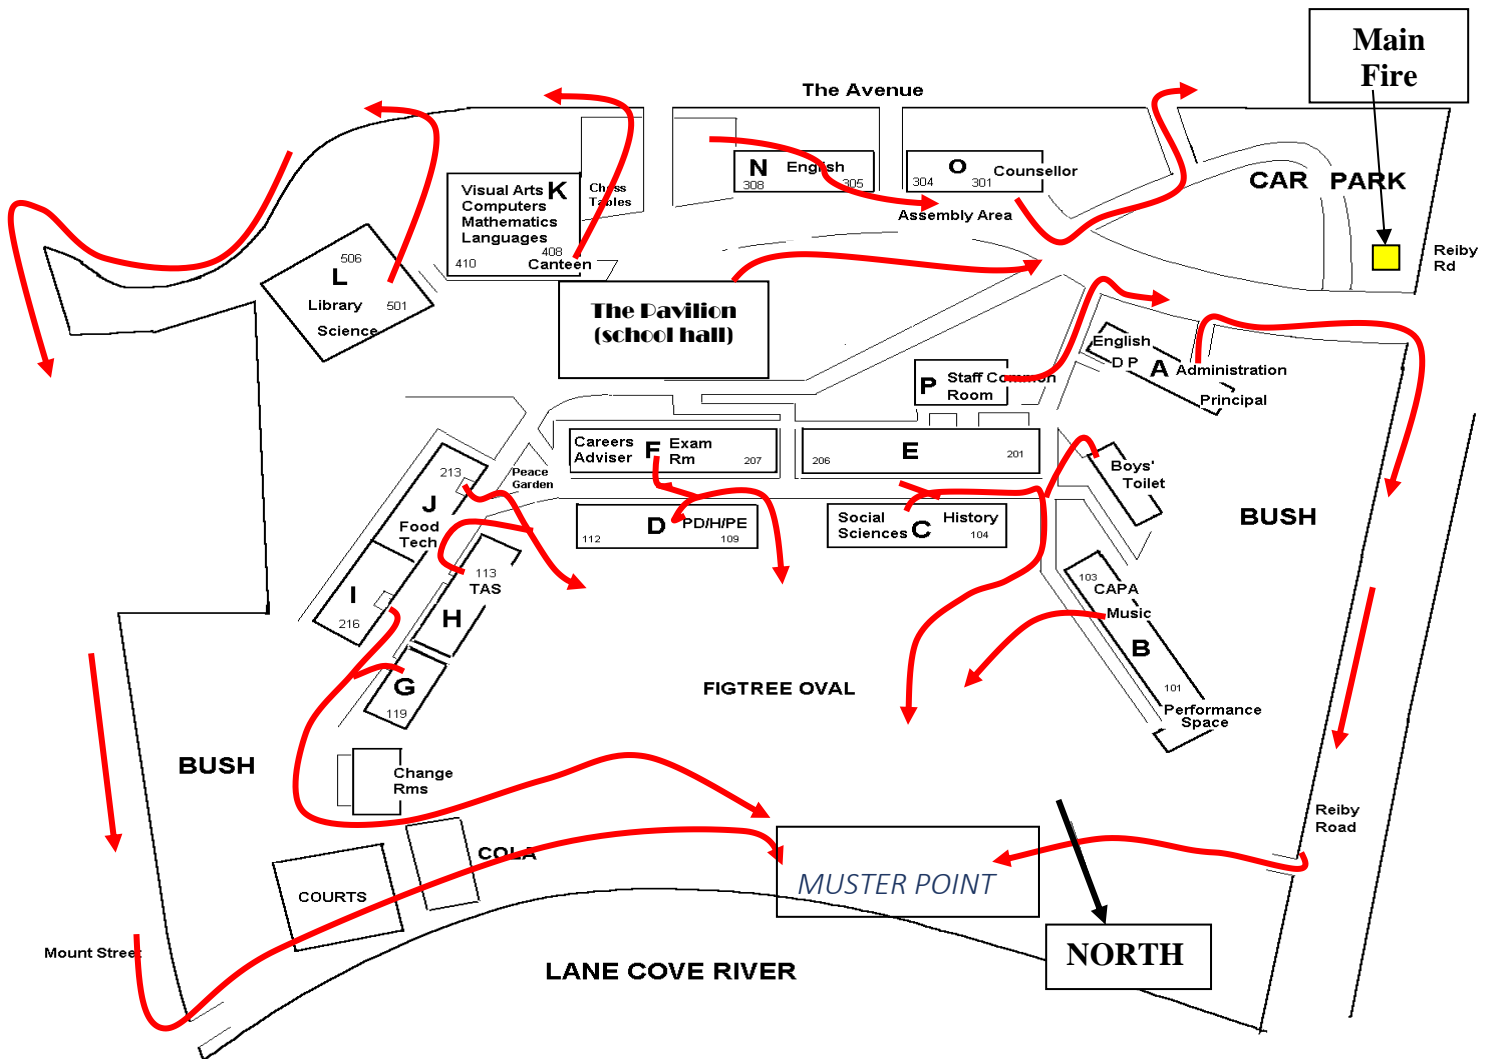 Main
Fire
The Avenue
N English
308 305
O Counsellor
304 301
CAR PARK
Visual Arts K
Computers
Mathematics
Languages
408
410 Canteen
Chess
Tables
Assembly Area
Reiby
Rd
506
L
Library 501
Science
The Pavilion
(school hall)
English
D P A Administration
Principal
P Staff Common
Room
Careers
Adviser
F Exam
Rm
207
E
206 201
213
J
Food
Tech
Peace
Garden
Boys'
Toilet
BUSH
D PD/H/PE
112 109
Social
Sciences C History
104
I
216
113
TAS
H
103 CAPA
Music
B
101
Performance
Space
G
119
FIGTREE OVAL
BUSH
Change
Rms
Reiby
Road
COLA
COURTS
MUSTER POINT
Mount Street
NORTH
LANE COVE RIVER